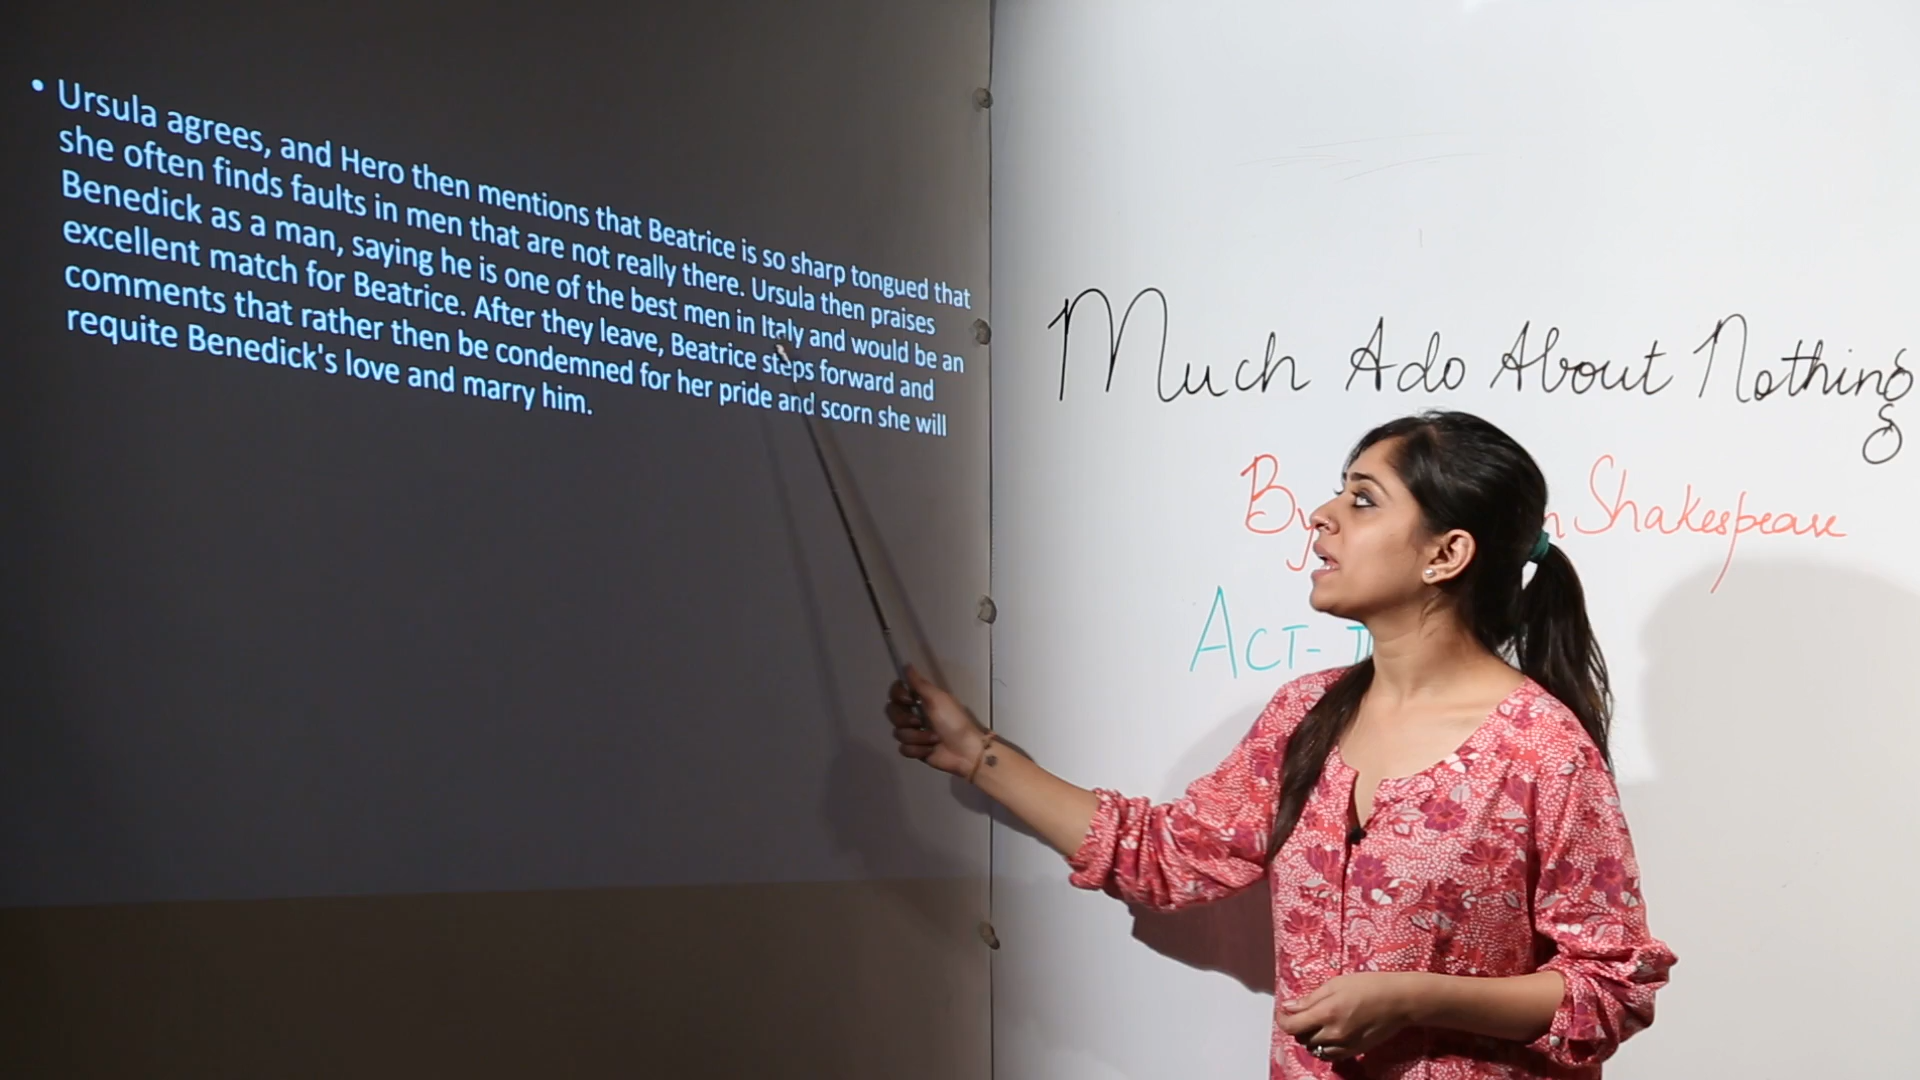 • Ursula agrees, and Hero then mentions that Beatrice is so sharp tongued that
she often finds faults in men that are not really there. Ursula then praises
Benedick as a man, saying he is one of the best men in Italy and would be an
excellent match for Beatrice. After they leave, Beatrice steps forward and
comments that rather then be condemned for her pride and scorn she will
requite Benedick's love and marry him.
Much Ado About Nothing
By Shakespeare
ACT-